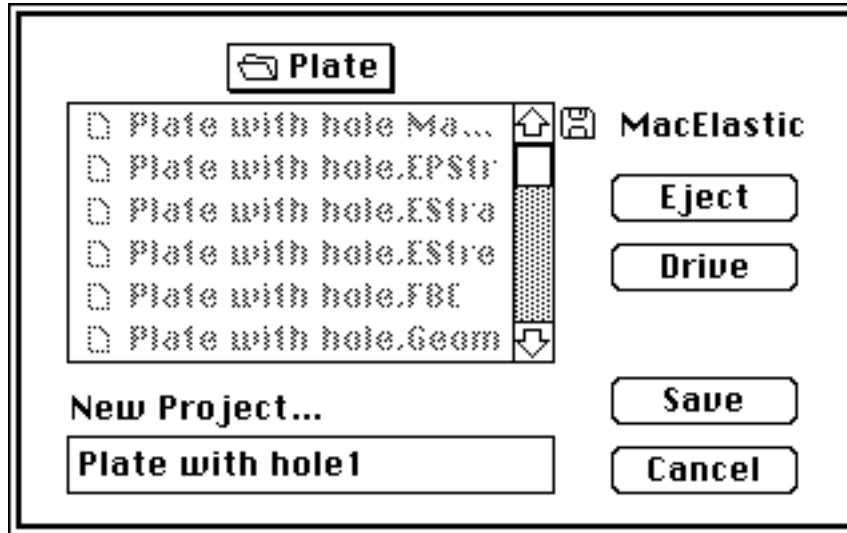 Plate
Plate with hole Ma...
Plate with hole.EPStr
Plate with hole.EStra
Plate with hole.EStre
Plate with hole.FBE
Plate with hole.Geom
MacElastic
Eject
Drive
New Project...
Plate with hole1
Save
Cancel